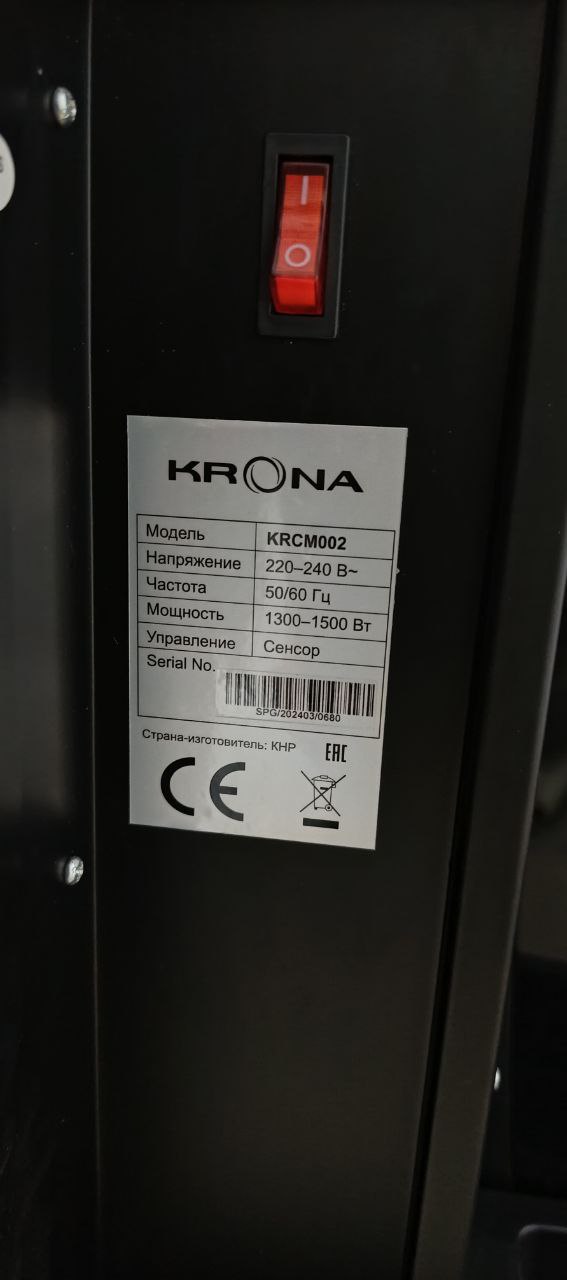 I
O
KRONA
Модель KRCM002
Напряжение 220–240 В~
Частота 50/60 Гц
Мощность 1300–1500 Вт
Управление Сенсор
Serial No.
SPG/202403/0680
Страна-изготовитель: КНР EAC
CE